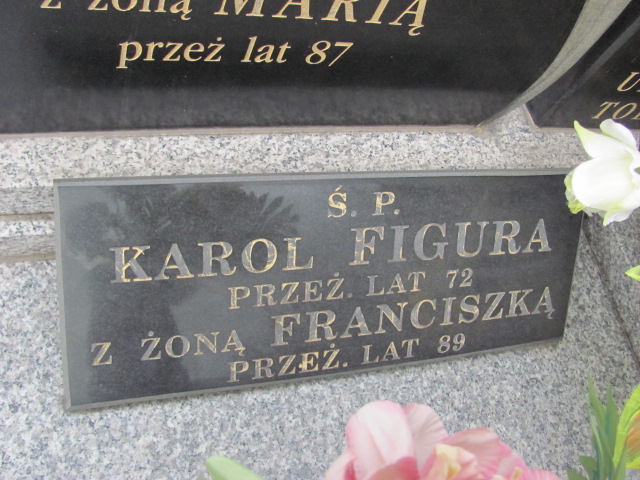 z żoną MARIĄ
przeż lat 87
Ś. P.
KAROL FIGURA
PRZEŻ. LAT 72
Z ŻONĄ FRANCISZKĄ
PRZEŻ. LAT 89